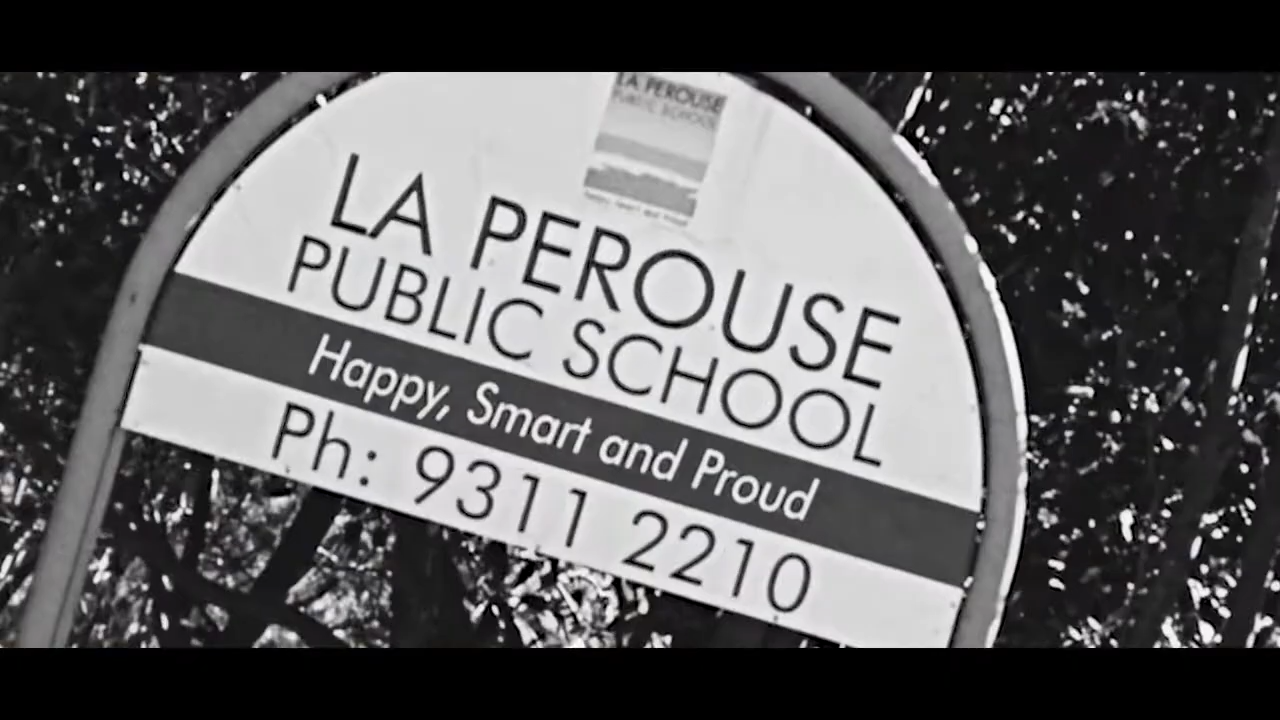 LA PEROUSE
PUBLIC SCHOOL
LA PEROUSE
PUBLIC SCHOOL
Happy, Smart and Proud
Ph: 9311 2210